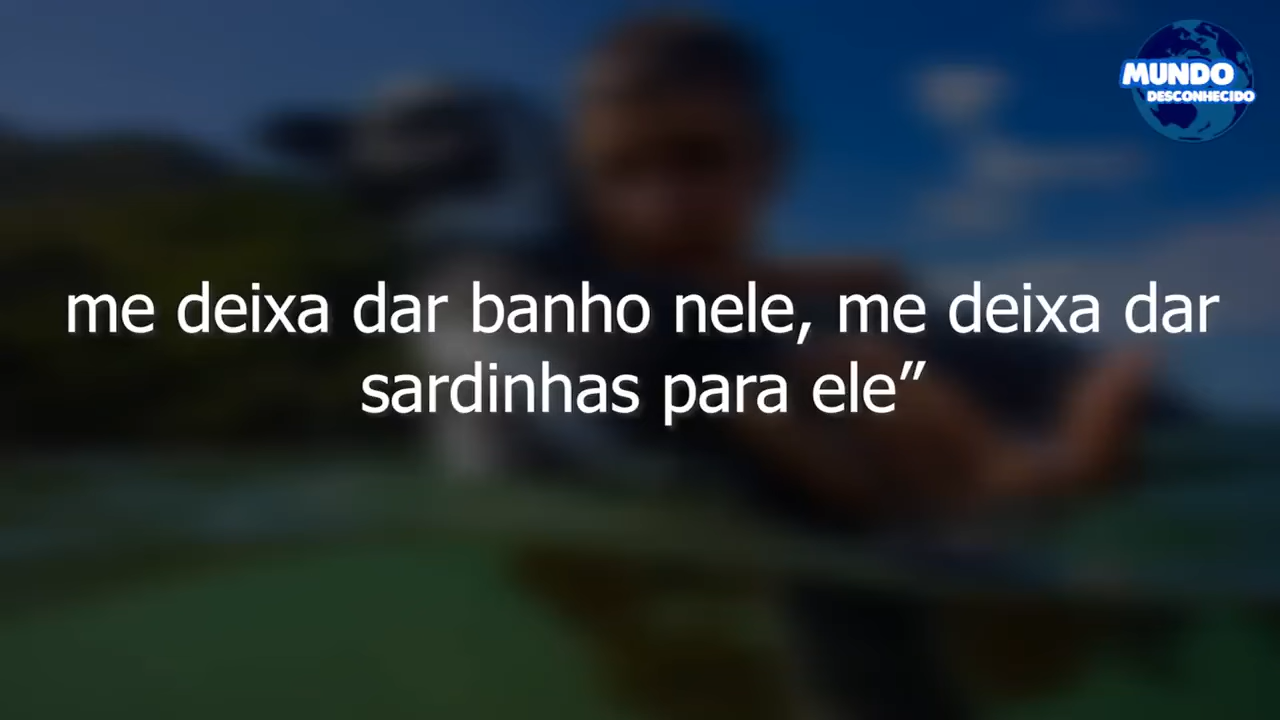 MUNDO
DESCONHECIDO
me deixa dar banho nele, me deixa dar
sardinhas para ele”